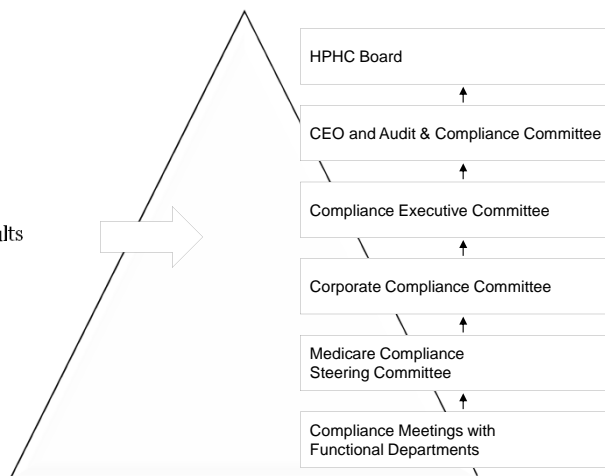 HPHC Board
CEO and Audit & Compliance Committee
Compliance Executive Committee
Corporate Compliance Committee
Medicare Compliance
Steering Committee
Compliance Meetings with
Functional Departments